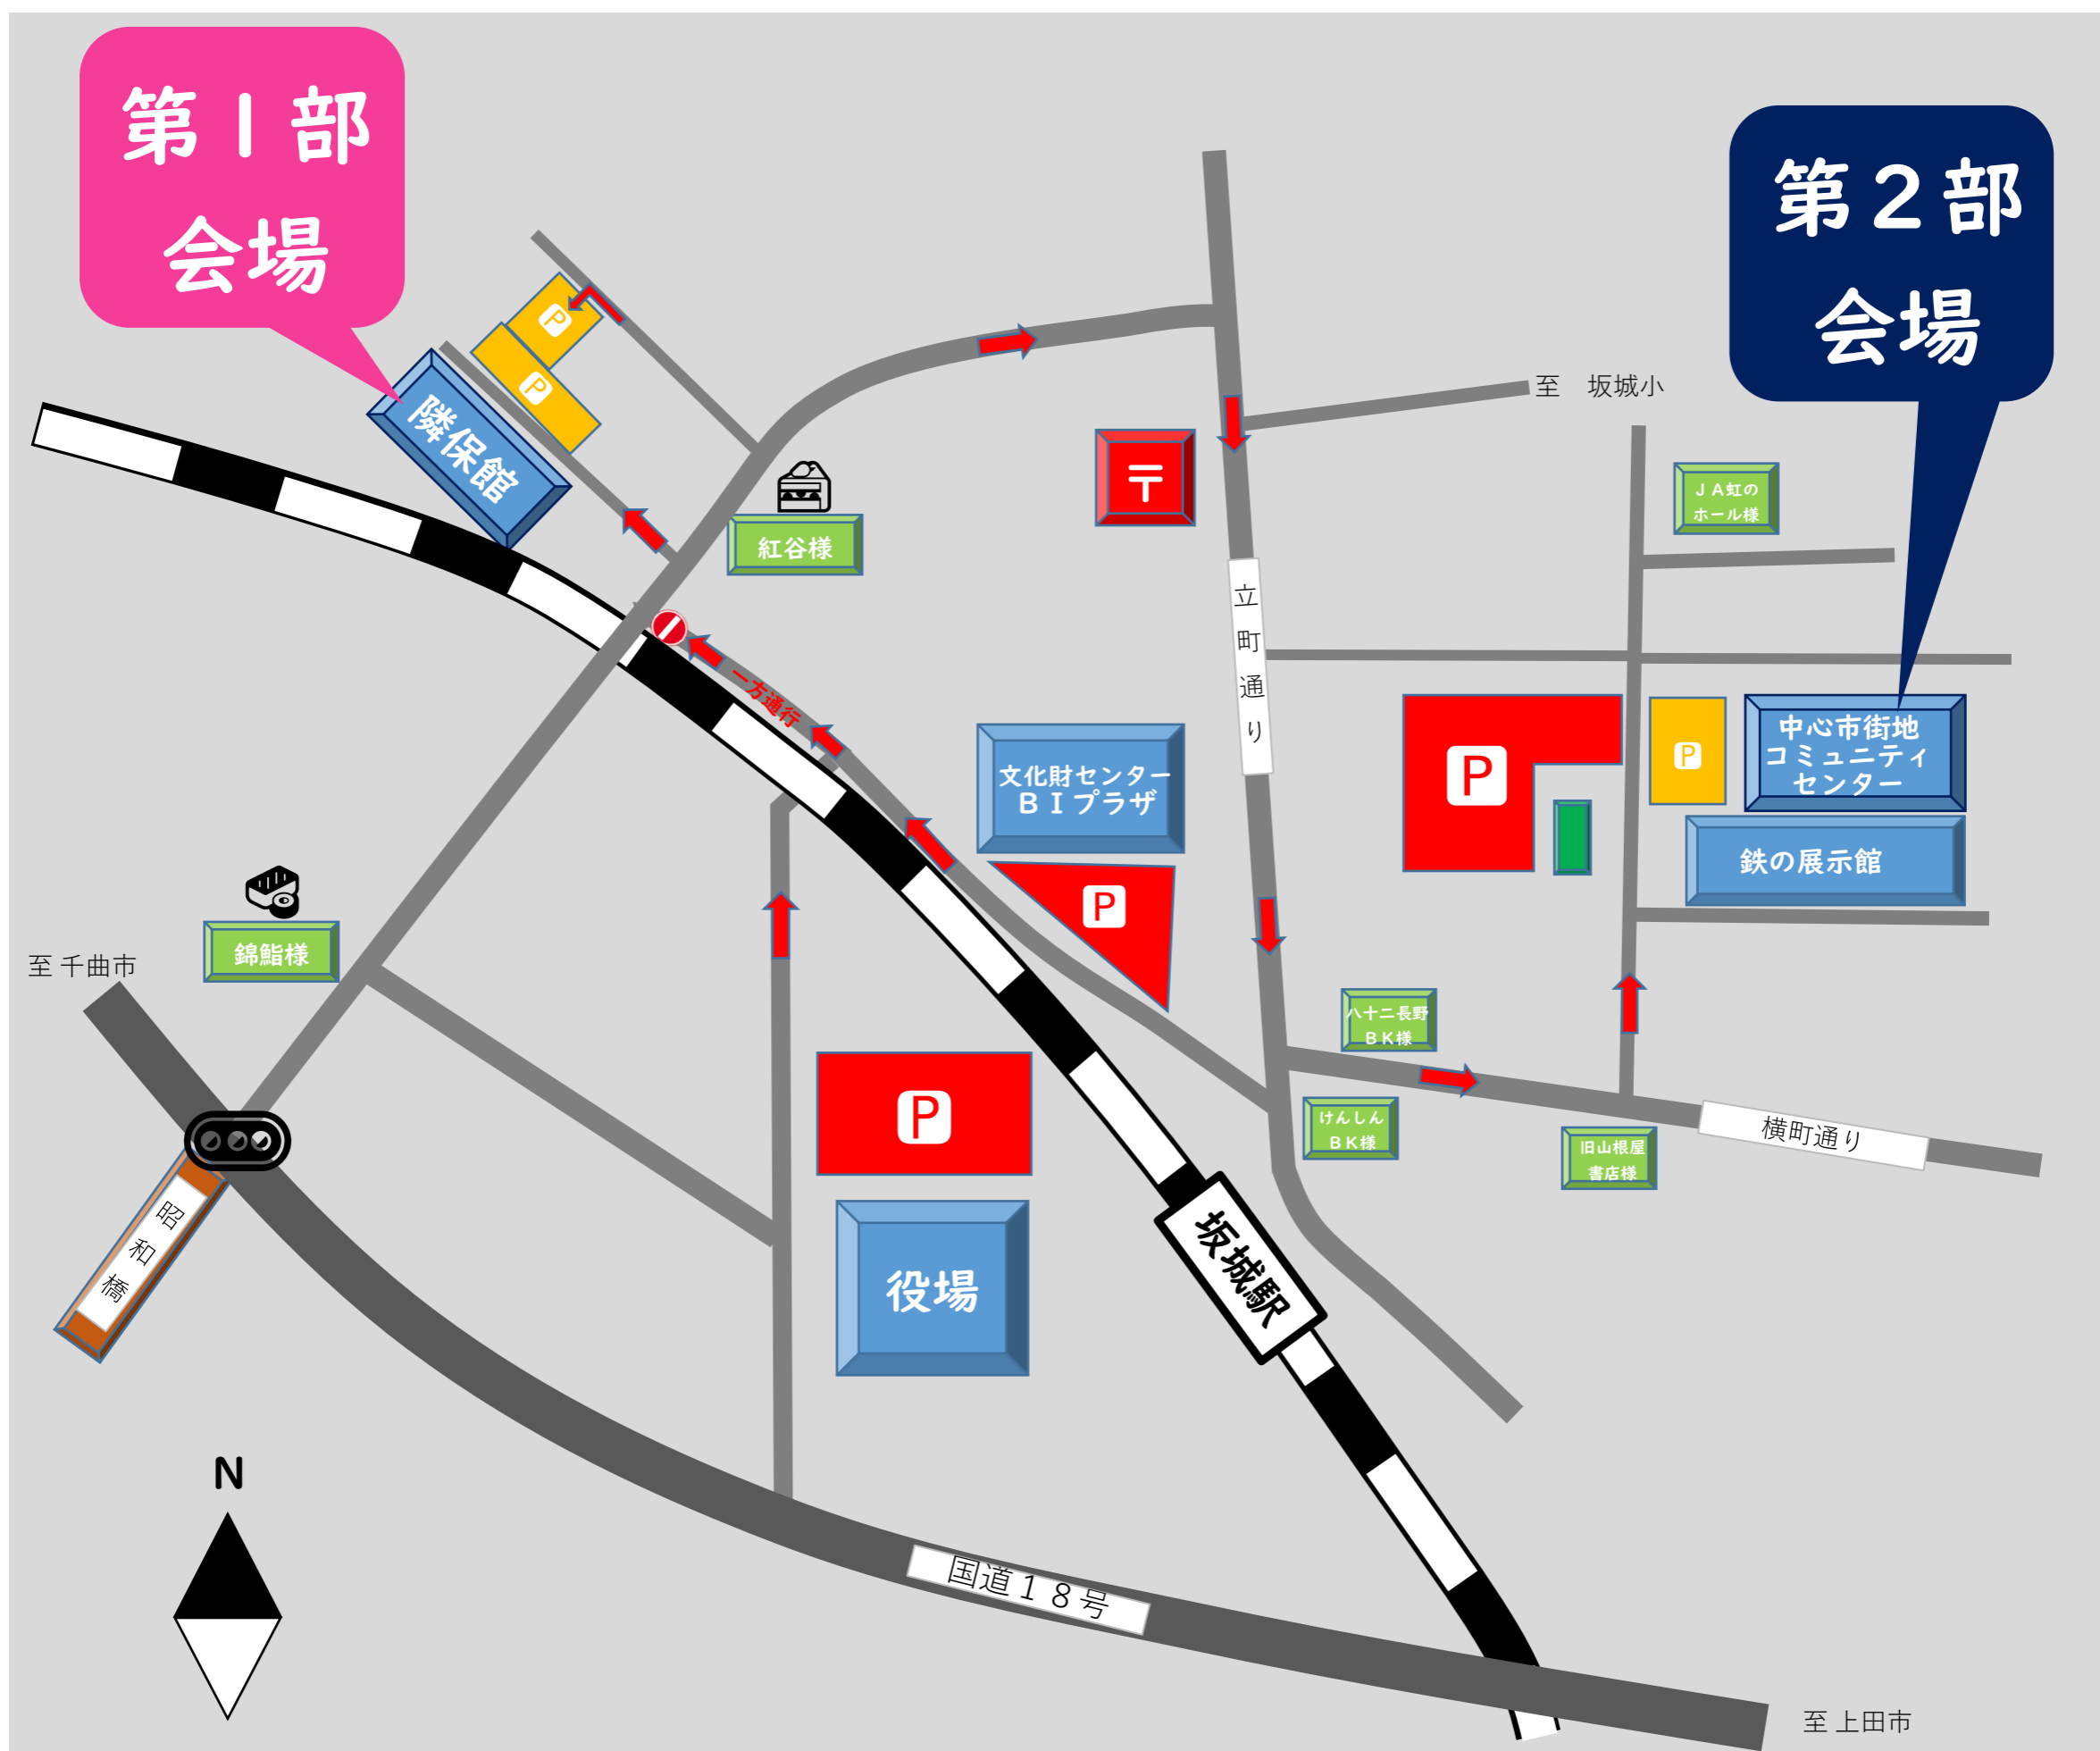 第１部
会場
第２部
会場
P
P
隣保館
至　坂城小
〒
ＪＡ虹の
ホール様
紅谷様
立町通り
一方通行
文化財センター
ＢＩプラザ
P
P
P
中心市街地
コミュニティ
センター
鉄の展示館
錦鮨様
至 千曲市
八十二長野
ＢＫ様
けんしん
ＢＫ様
旧山根屋
書店様
横町通り
P
役場
坂城駅
昭和橋
N
国道１８号
至 上田市